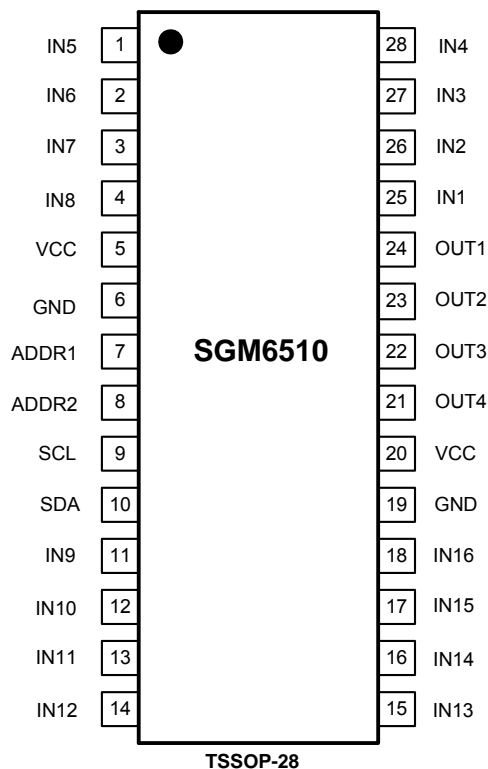 IN5 1 28 IN4
IN6 2 27 IN3
IN7 3 26 IN2
IN8 4 25 IN1
VCC 5 24 OUT1
GND 6 23 OUT2
ADDR1 7 SGM6510 22 OUT3
ADDR2 8 21 OUT4
SCL 9 20 VCC
SDA 10 19 GND
IN9 11 18 IN16
IN10 12 17 IN15
IN11 13 16 IN14
IN12 14 15 IN13
TSSOP-28